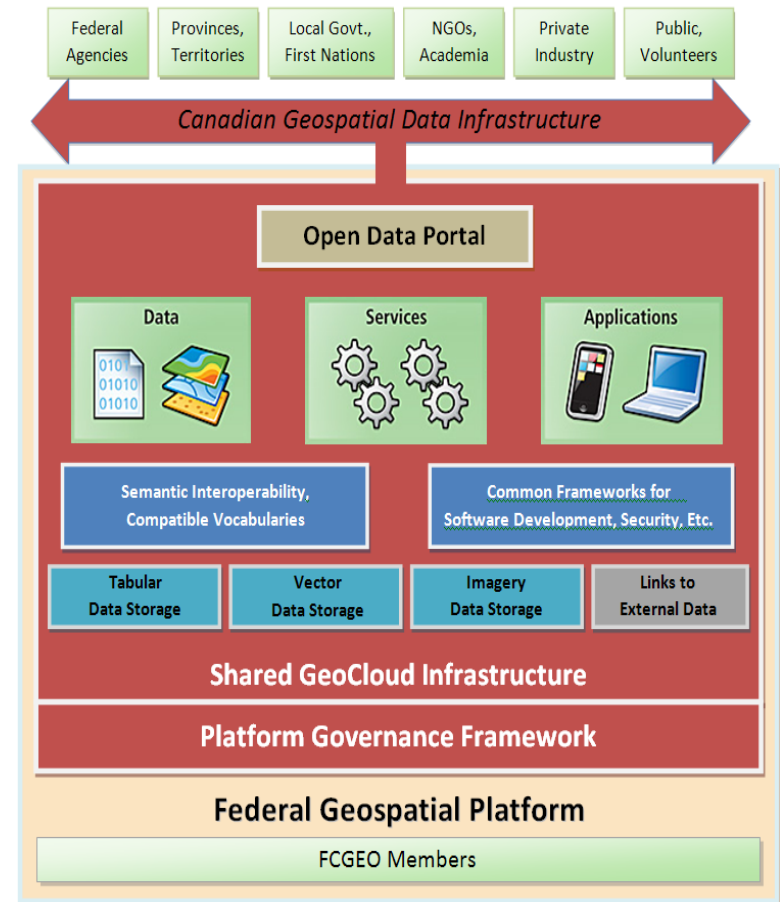 Federal Agencies
Provinces, Territories
Local Govt., First Nations
NGOs, Academia
Private Industry
Public, Volunteers
Canadian Geospatial Data Infrastructure
Open Data Portal
Data
Services
Applications
0101
01010
01010
Semantic Interoperability,
Compatible Vocabularies
Common Frameworks for
Software Development, Security, Etc.
Tabular
Data Storage
Vector
Data Storage
Imagery
Data Storage
Links to
External Data
Shared GeoCloud Infrastructure
Platform Governance Framework
Federal Geospatial Platform
FCGEO Members